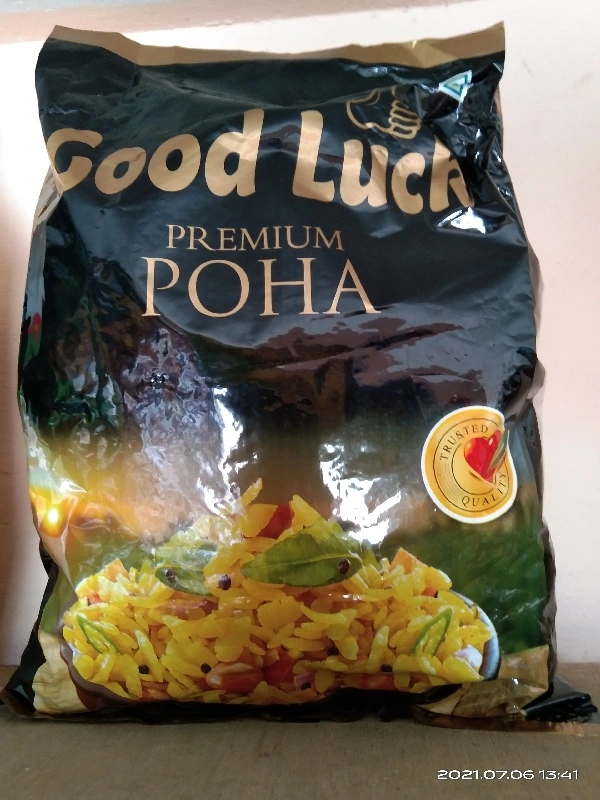 Good Luck
PREMIUM
POHA
TRUSTED
QUALITY
2021.07.06 13:41